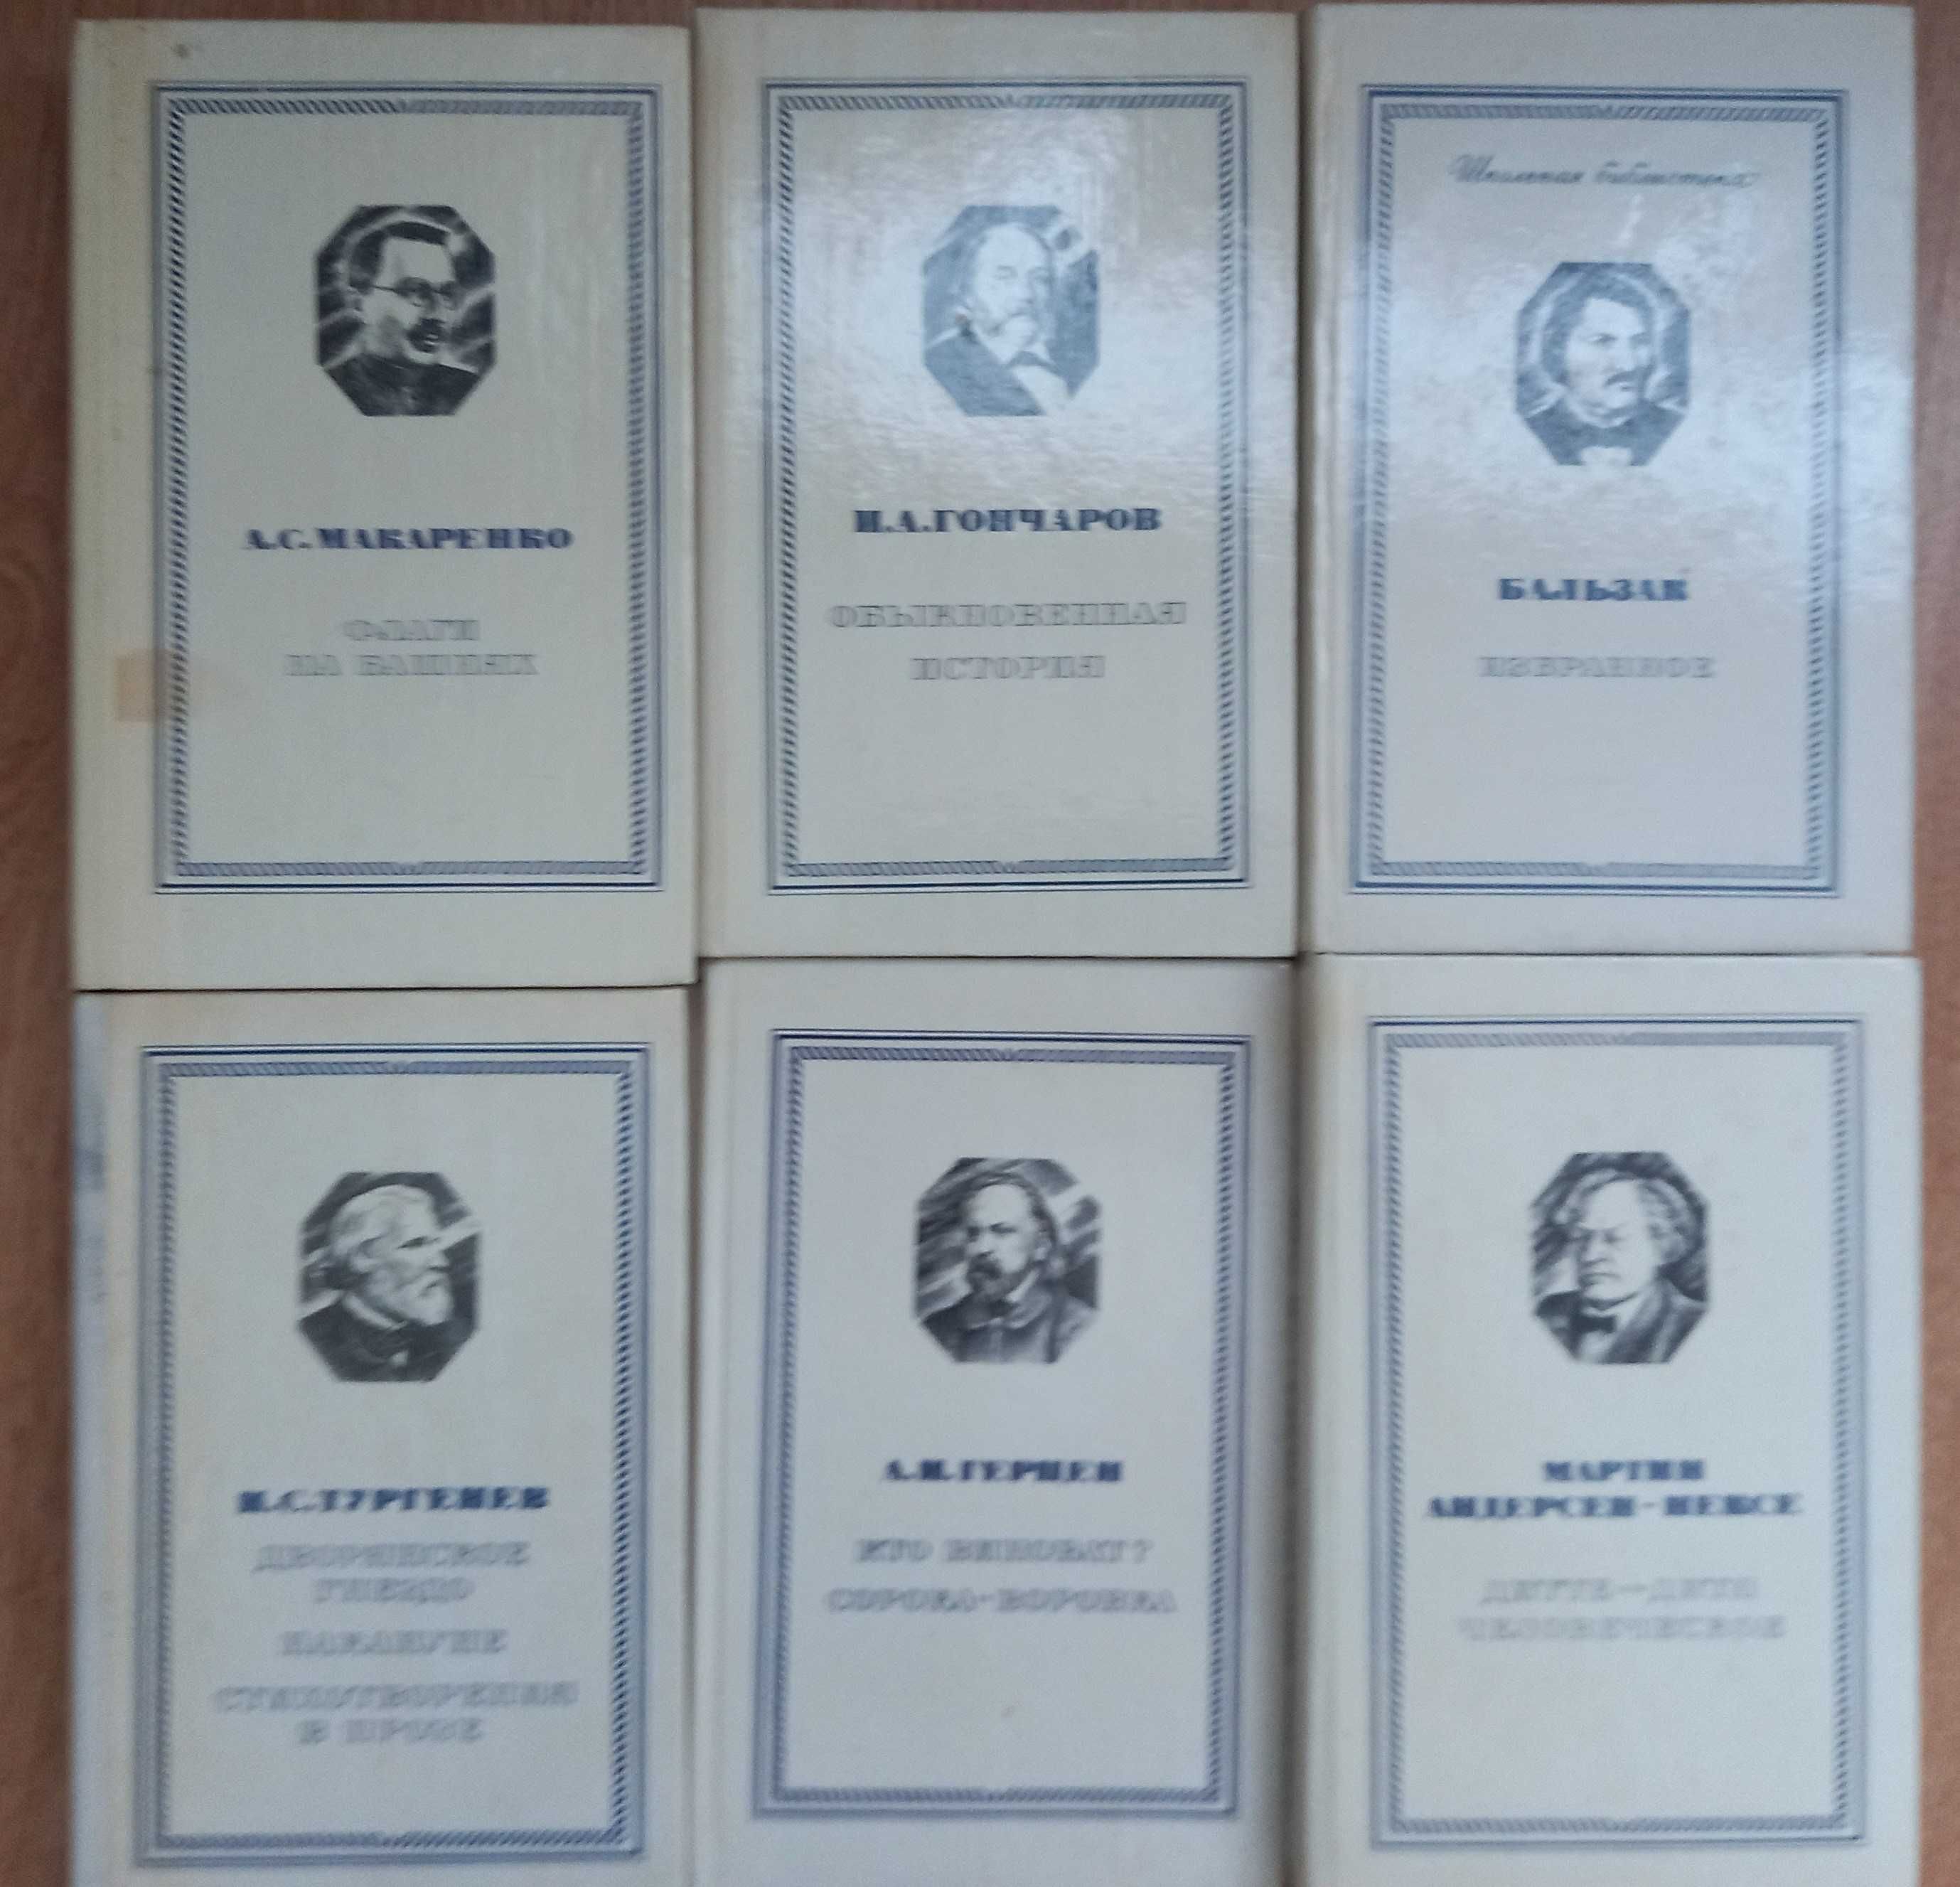 А.С.МАКАРЕНКО
ФЛАГИ
НА БАШНЯХ
И.А.ГОНЧАРОВ
ОБЫКНОВЕННАЯ
ИСТОРИЯ
Школьная библиотека
БАЛЬЗАК
ИЗБРАННОЕ
И.С.ТУРГЕНЕВ
ДВОРЯНСКОЕ
ГНЕЗДО
НАКАНУНЕ
СТИХОТВОРЕНИЯ
В ПРОЗЕ
А.И.ГЕРЦЕН
КТО ВИНОВАТ?
СОРОКА-ВОРОВКА
МАРТИН
АНДЕРСЕН-НЕКСЕ
ДИТТЕ—ДИТЯ
ЧЕЛОВЕЧЕСКОЕ